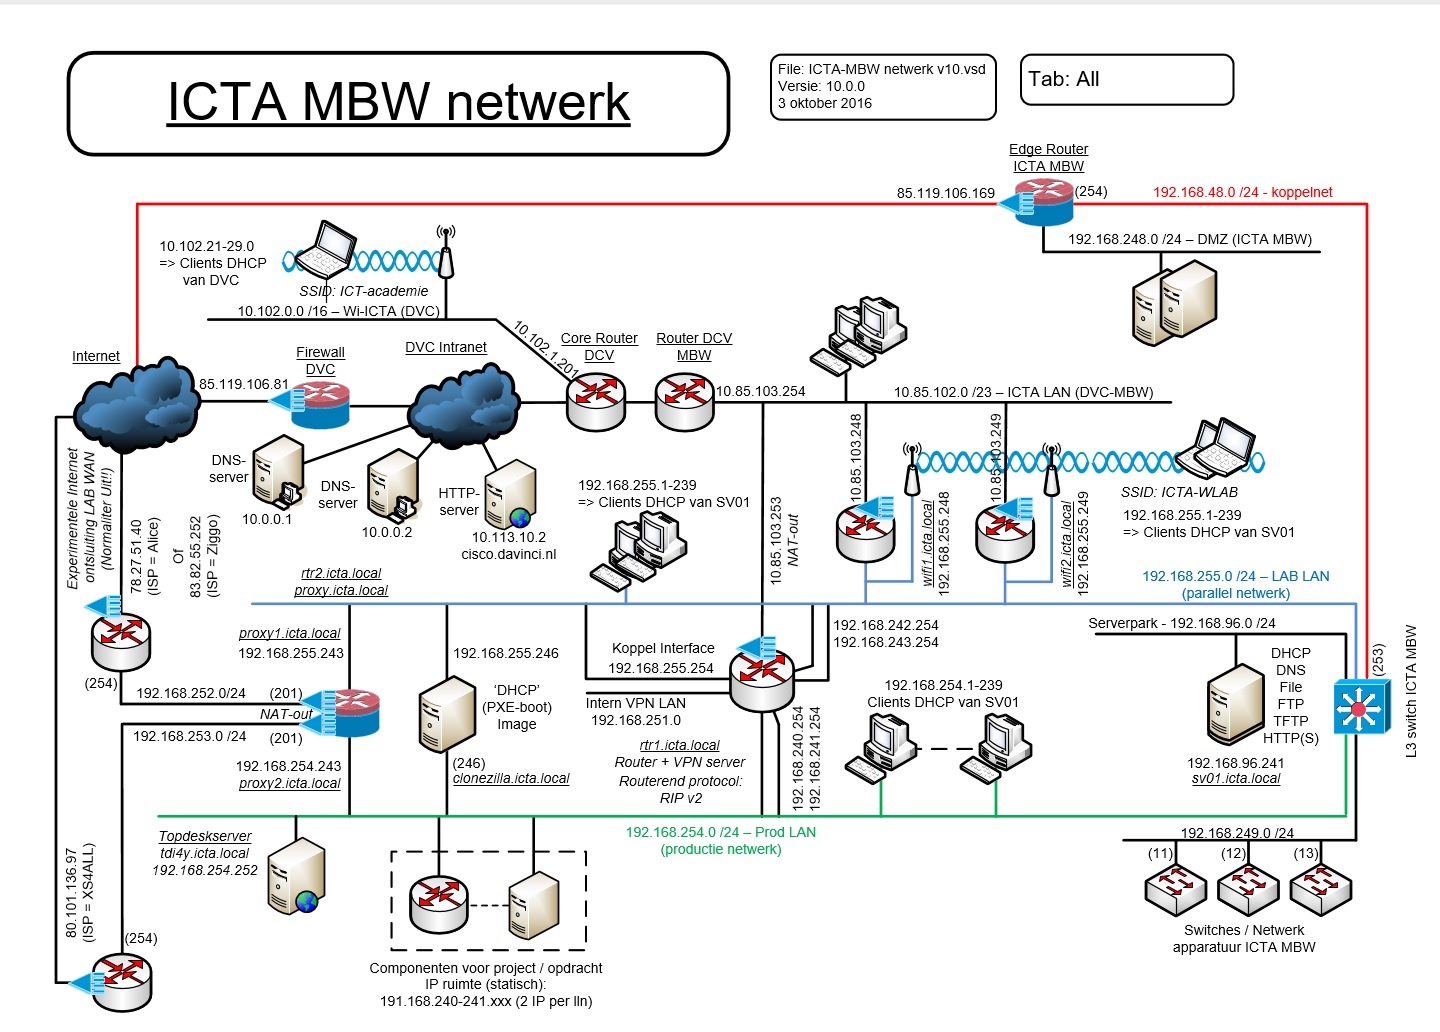 ICTA MBW netwerk
File: ICTA-MBW netwerk v10.vsd
Versie: 10.0.0
3 oktober 2016
Tab: All
Edge Router
ICTA MBW
85.119.106.169
(254)
192.168.48.0 /24 - koppelnet
192.168.248.0 /24 – DMZ (ICTA MBW)
10.102.21-29.0
=> Clients DHCP
van DVC
SSID: ICT-academie
10.102.0.0 /16 – Wi-ICTA (DVC)
10.102.1.201
Internet
85.119.106.81
Firewall
DVC
DVC Intranet
Core Router
DCV
Router DCV
MBW
10.85.103.254
10.85.102.0 /23 – ICTA LAN (DVC-MBW)
DNS-
server
10.0.0.1
DNS-
server
10.0.0.2
HTTP-
server
10.113.10.2
cisco.davinci.nl
192.168.255.1-239
=> Clients DHCP van SV01
10.85.103.253
NAT-out
10.85.103.248
wifi1.icta.local
192.168.255.248
10.85.103.249
wifi2.icta.local
192.168.255.249
SSID: ICTA-WLAB
192.168.255.1-239
=> Clients DHCP van SV01
Experimentele Internet
ontsluiting LAB WAN
(Normaliter Uit!!)
78.27.51.40
(ISP = Alice)
Of
83.82.55.252
(ISP = Ziggo)
rtr2.icta.local
proxy.icta.local
192.168.255.0 /24 – LAB LAN
(parallel netwerk)
proxy1.icta.local
192.168.255.243
192.168.255.246
Koppel Interface
192.168.255.254
192.168.242.254
192.168.243.254
Serverpark - 192.168.96.0 /24
(254)
192.168.252.0/24
(201)
NAT-out
192.168.253.0 /24
(201)
192.168.254.243
proxy2.icta.local
‘DHCP’
(PXE-boot)
Image
(246)
clonezilla.icta.local
Intern VPN LAN
192.168.251.0
rtr1.icta.local
Router + VPN server
Routerend protocol:
RIP v2
192.168.240.254
192.168.241.254
192.168.254.1-239
Clients DHCP van SV01
DHCP
DNS
File
FTP
TFTP
HTTP(S)
192.168.96.241
sv01.icta.local
(253)
L3 switch ICTA MBW
192.168.254.0 /24 – Prod LAN
(productie netwerk)
Topdeskserver
tdi4y.icta.local
192.168.254.252
192.168.249.0 /24
(11)
(12)
(13)
Switches / Netwerk
apparatuur ICTA MBW
80.101.136.97
(ISP = XS4ALL)
(254)
Componenten voor project / opdracht
IP ruimte (statisch):
191.168.240-241.xxx (2 IP per lln)